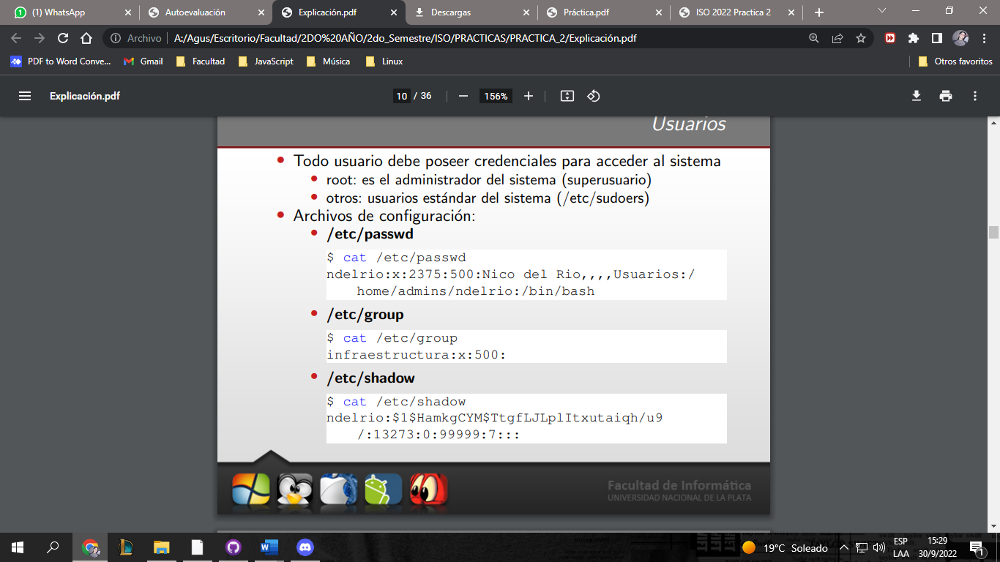 (1) WhatsApp
Autoevaluación
Explicación.pdf
Descargas
Práctica.pdf
ISO 2022 Practica 2
Archivo
A:/Agus/Escritorio/Facultad/2DO%20AÑO/2do_Semestre/ISO/PRACTICAS/PRACTICA_2/Explicación.pdf
PDF to Word Conve...
Gmail
Facultad
JavaScript
Música
Linux
Otros favoritos
Explicación.pdf
10 / 36
156%
Usuarios
Todo usuario debe poseer credenciales para acceder al sistema
root: es el administrador del sistema (superusuario)
otros: usuarios estándar del sistema (/etc/sudoers)
Archivos de configuración:
/etc/passwd
$ cat /etc/passwd
ndelrio:x:2375:500:Nico del Rio,,,,Usuarios:/
home/admins/ndelrio:/bin/bash
/etc/group
$ cat /etc/group
infraestructura:x:500:
/etc/shadow
$ cat /etc/shadow
ndelrio:$1$HamkgCYM$TtgfLJLplItxutaiqh/u9
/:13273:0:99999:7:::
Facultad de Informática
UNIVERSIDAD NACIONAL DE LA PLATA
19°C Soleado
ESP
LAA
15:29
30/9/2022
1